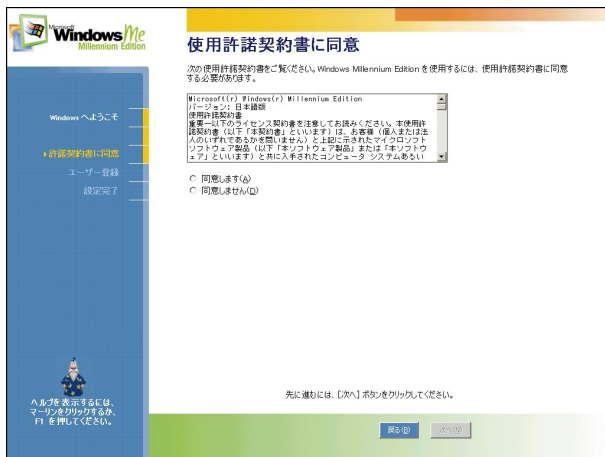 Microsoft
Windows Me
Millennium Edition
Windows へようこそ
許諾契約書に同意
ユーザー登録
設定完了
ヘルプを表示するには、
マーリンをクリックするか、
F1 を押してください。
使用許諾契約書に同意
次の使用許諾契約書をご覧ください。Windows Millennium Edition を使用するには、使用許諾契約書に同意
する必要があります。
Microsoft(r) Windows(r) Millennium Edition
バージョン: 日本語版
使用許諾契約書
重要－以下のライセンス契約書を注意してお読みください。本使用許
諾契約書（以下「本契約書」といいます）は、お客様（個人または法
人のいずれであるかを問いません）と上記に示されたマイクロソフト
ソフトウェア製品（以下「本ソフトウェア製品」または「本ソフトウ
ェア」といいます）と共に入手されたコンピュータ システムあるい
同意します(A)
同意しません(D)
先に進むには、[次へ] ボタンをクリックしてください。
戻る(B)
次へ(N)